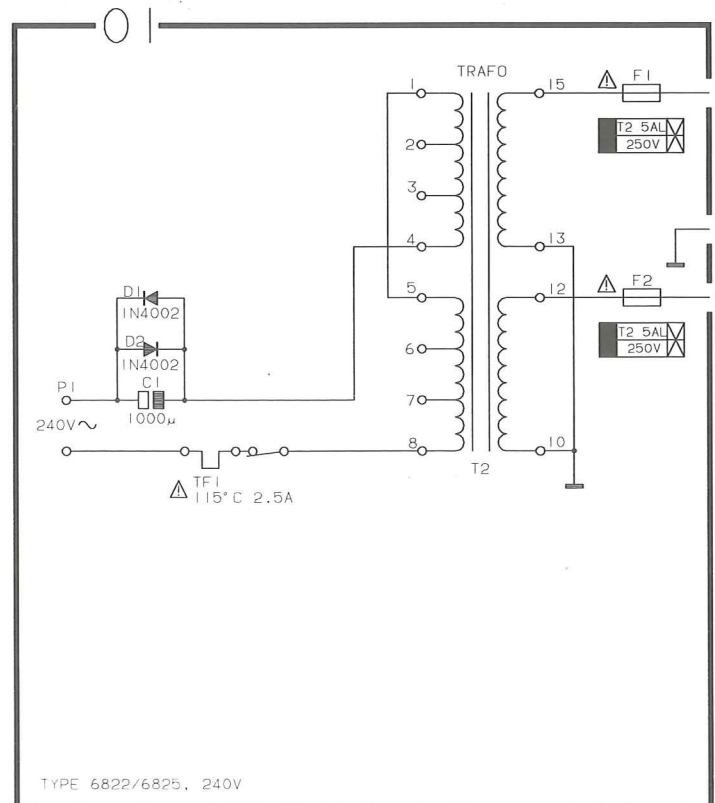 TRAFO
1
2
3
4
5
6
7
8
15
13
12
10
T2
F1
T2 5AL
250V
F2
T2 5AL
250V
D1
1N4002
D2
1N4002
C1
1000µ
P1
240V~
TF1
115°C 2.5A
TYPE 6822/6825, 240V